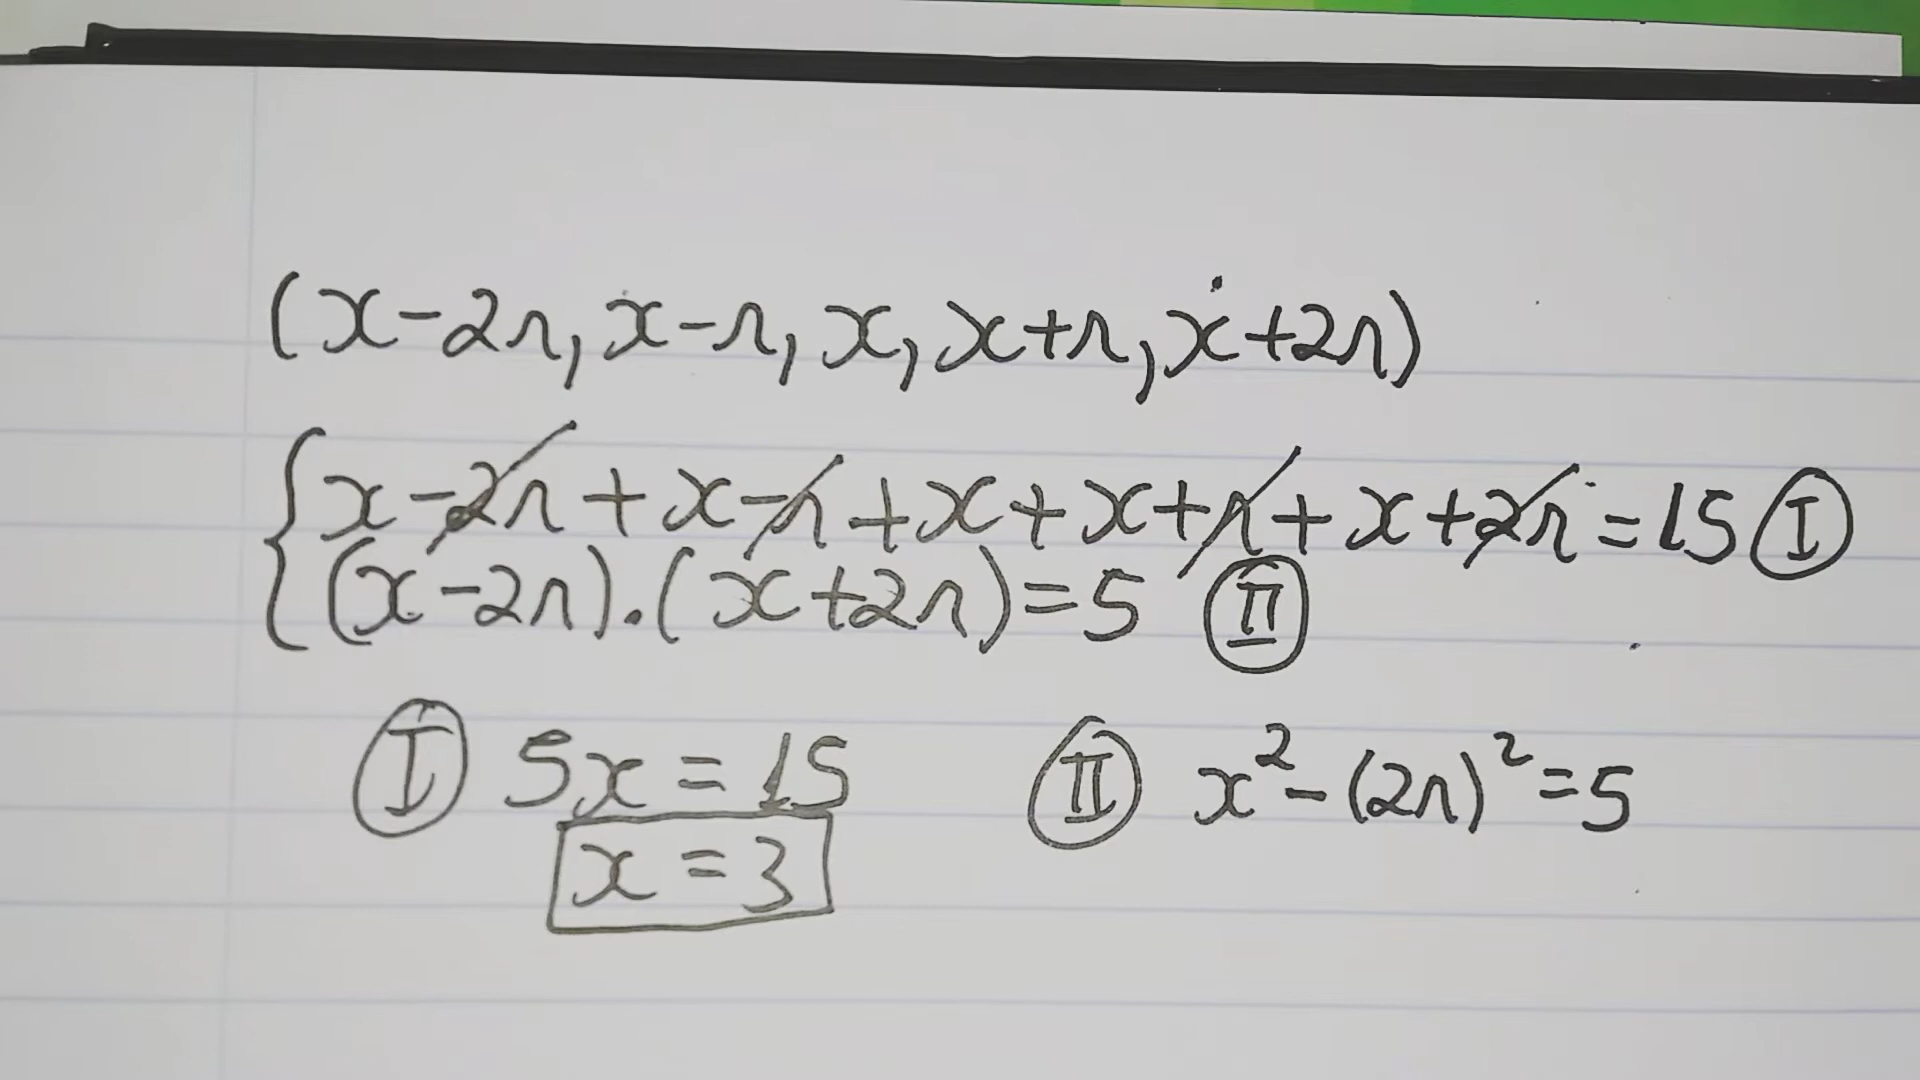 (x-2r, x-r, x, x+r, x+2r)
{ x-2r+x-r+x+x+r+x+2r=15 Ⓘ
(x-2r).(x+2r)=5 Ⅱ
Ⓘ 5x=15
x=3
Ⅱ x²-(2r)²=5